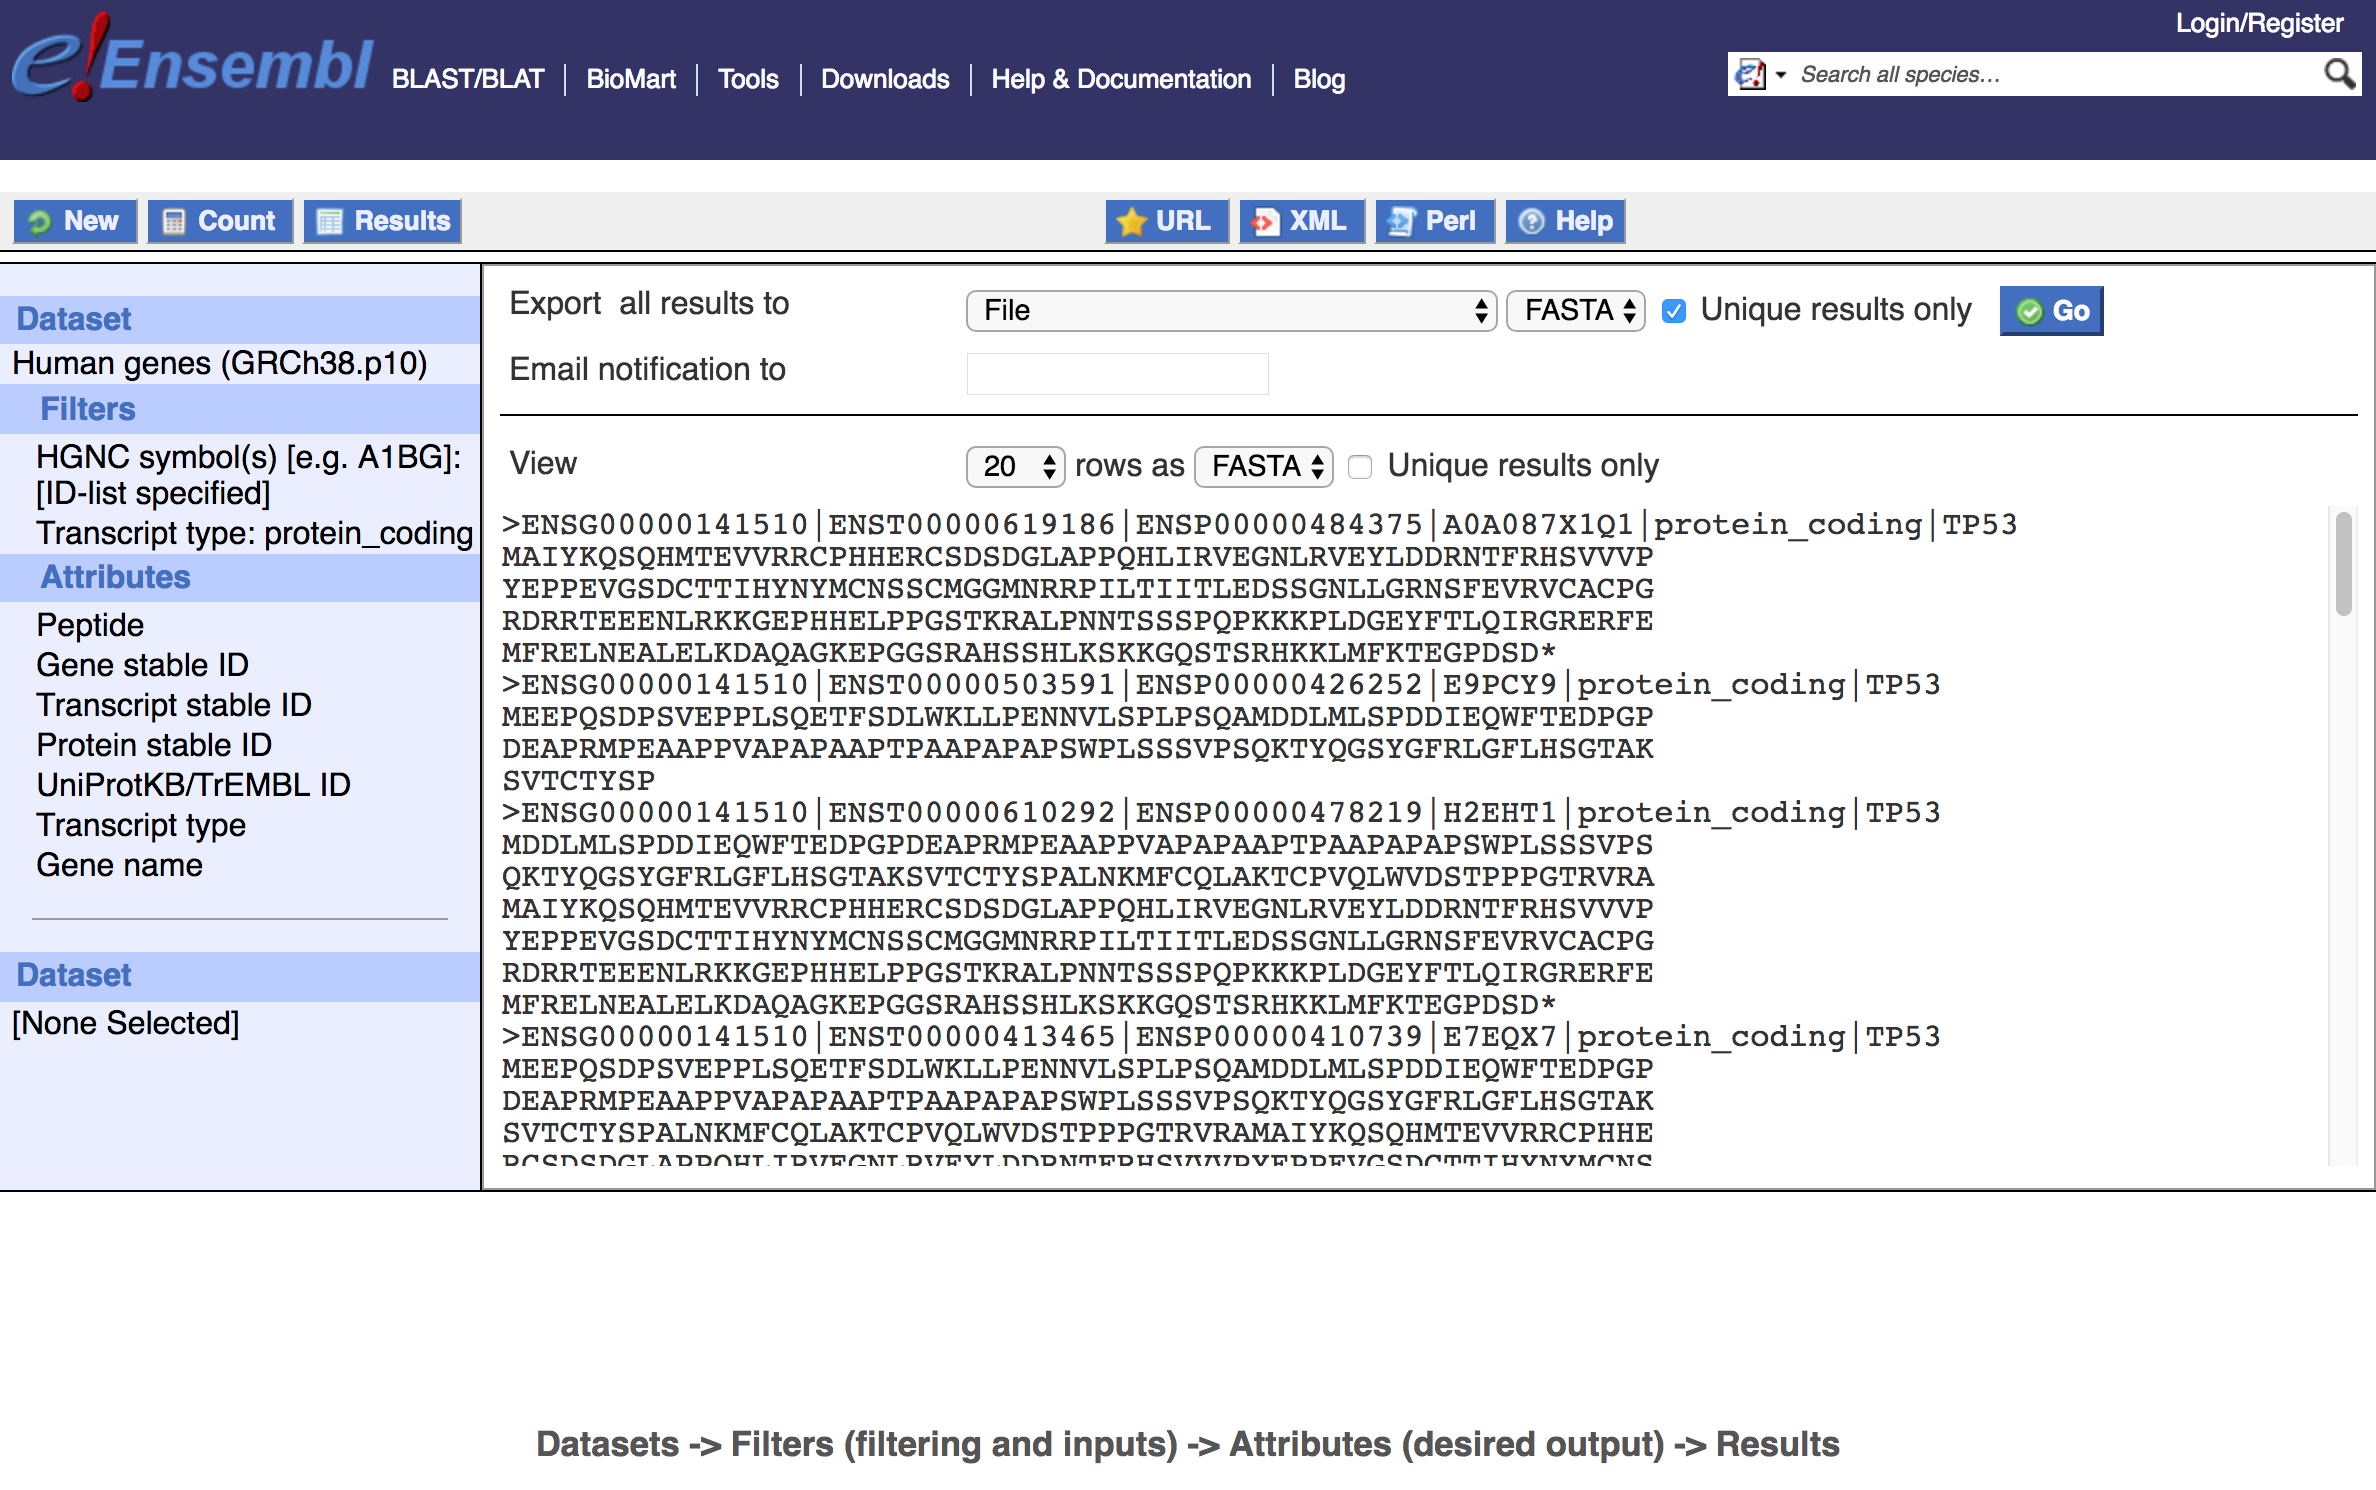 Login/Register
e!Ensembl
BLAST/BLAT | BioMart | Tools | Downloads | Help & Documentation | Blog
Search all species...
New
Count
Results
URL
XML
Perl
Help
Dataset
Human genes (GRCh38.p10)
Filters
HGNC symbol(s) [e.g. A1BG]:
[ID-list specified]
Transcript type: protein_coding
Attributes
Peptide
Gene stable ID
Transcript stable ID
Protein stable ID
UniProtKB/TrEMBL ID
Transcript type
Gene name
Dataset
[None Selected]
Export all results to File FASTA Unique results only Go
Email notification to
View 20 rows as FASTA Unique results only
>ENSG00000141510|ENST00000619186|ENSP00000484375|A0A087X1Q1|protein_coding|TP53
MAIYKQSQHMTEVVRRCPHHERCSDSDGLAPPQHLIRVEGNLRVEYLDDRNTFRHSVVVP
YEPPEVGSDCTTIHYNYMCNSSCMGGMNRRPILTIITLEDSSGNLLGRNSFEVRVCACPG
RDRRTEEENLRKKGEPHHELPPGSTKRALPNNTSSSPQPKKKPLDGEYFTLQIRGRERFE
MFRELNEALELKDAQAGKEPGGSRAHSSHLKSKKGQSTSRHKKLMFKTEGPDSD*
>ENSG00000141510|ENST00000503591|ENSP00000426252|E9PCY9|protein_coding|TP53
MEEPQSDPSVEPPLSQETFSDLWKLLPENNVLSPLPSQAMDDLMLSPDDIEQWFTEDPGP
DEAPRMPEAAPPVAPAPAAPTPAAPAPAPSWPLSSSVPSQKTYQGSYGFRLGFLHSGTAK
SVTCTYSP
>ENSG00000141510|ENST00000610292|ENSP00000478219|H2EHT1|protein_coding|TP53
MDDLMLSPDDIEQWFTEDPGPDEAPRMPEAAPPVAPAPAAPTPAAPAPAPSWPLSSSVPS
QKTYQGSYGFRLGFLHSGTAKSVTCTYSPALNKMFCQLAKTCPVQLWVDSTPPPGTRVRA
MAIYKQSQHMTEVVRRCPHHERCSDSDGLAPPQHLIRVEGNLRVEYLDDRNTFRHSVVVP
YEPPEVGSDCTTIHYNYMCNSSCMGGMNRRPILTIITLEDSSGNLLGRNSFEVRVCACPG
RDRRTEEENLRKKGEPHHELPPGSTKRALPNNTSSSPQPKKKPLDGEYFTLQIRGRERFE
MFRELNEALELKDAQAGKEPGGSRAHSSHLKSKKGQSTSRHKKLMFKTEGPDSD*
>ENSG00000141510|ENST00000413465|ENSP00000410739|E7EQX7|protein_coding|TP53
MEEPQSDPSVEPPLSQETFSDLWKLLPENNVLSPLPSQAMDDLMLSPDDIEQWFTEDPGP
DEAPRMPEAAPPVAPAPAAPTPAAPAPAPSWPLSSSVPSQKTYQGSYGFRLGFLHSGTAK
SVTCTYSPALNKMFCQLAKTCPVQLWVDSTPPPGTRVRAMAIYKQSQHMTEVVRRCPHHE
RCSDSDGLAPPQHLIRVEGNLRVEYLDDRNTFRHSVVVPYEPPEVGSDCTTIHYNYMCNS
Datasets -> Filters (filtering and inputs) -> Attributes (desired output) -> Results